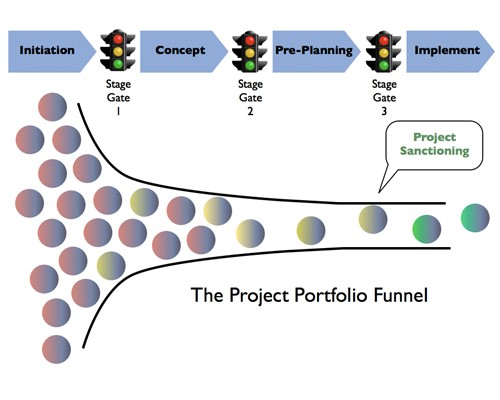 Initiation
Concept
Pre-Planning
Implement
Stage
Gate
1
Stage
Gate
2
Stage
Gate
3
Project
Sanctioning
The Project Portfolio Funnel